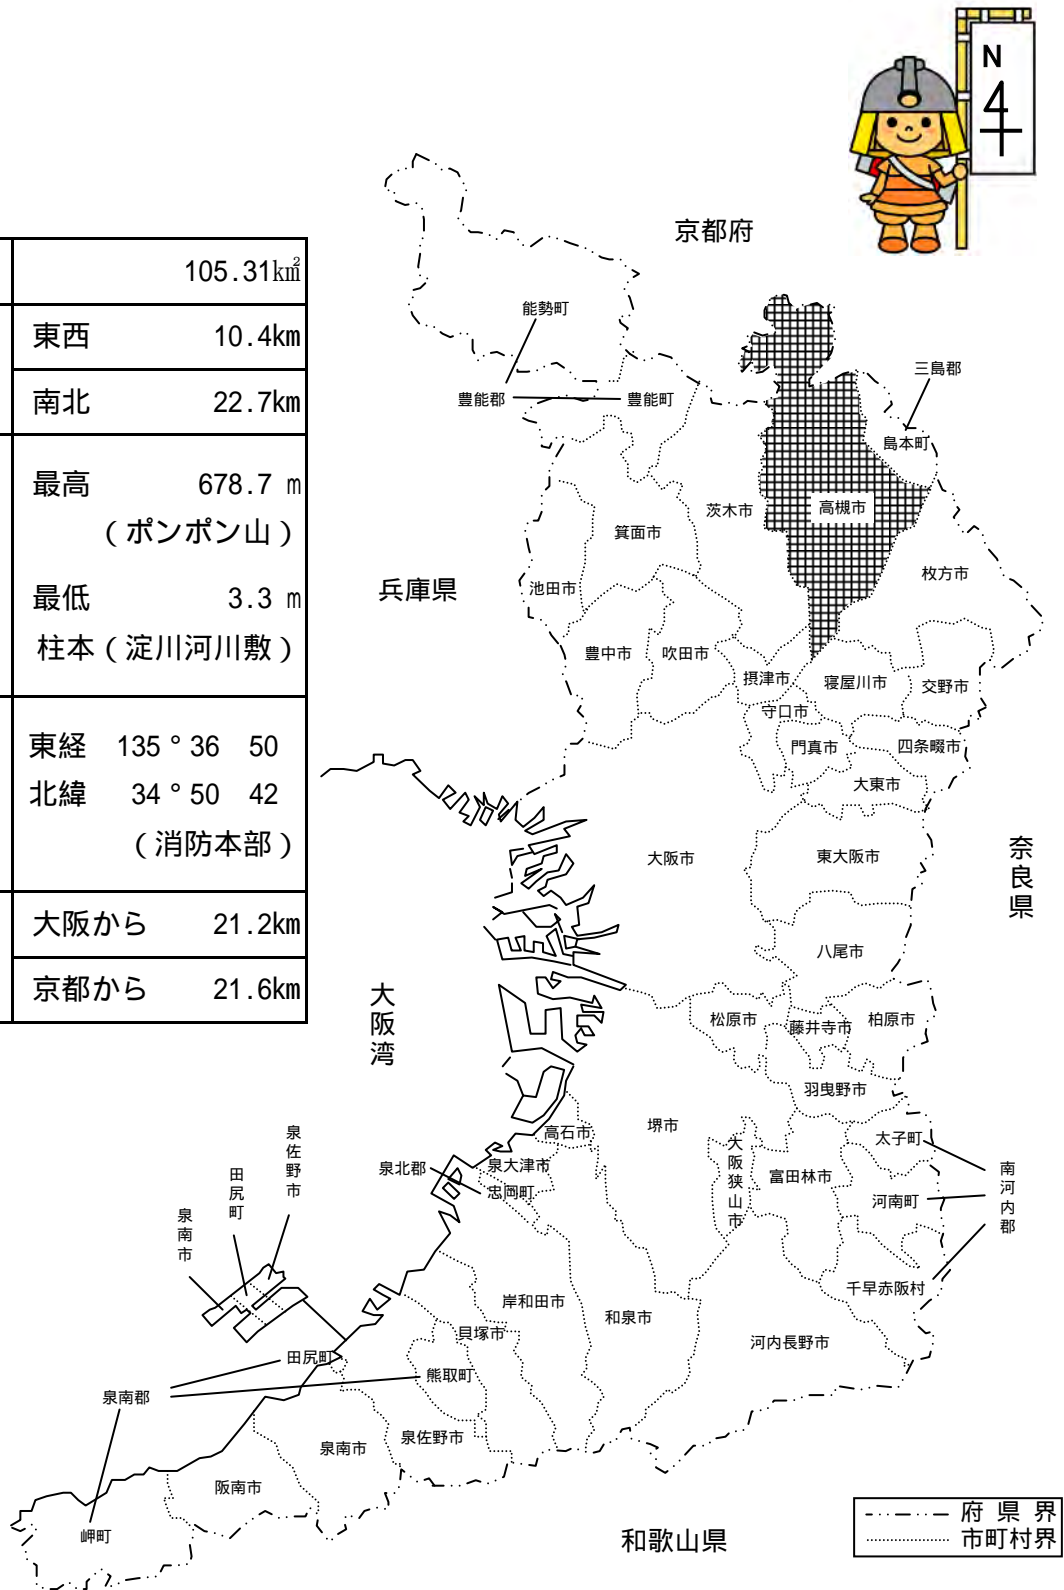 N
京都府
105.31k㎡
東西 10.4km
南北 22.7km
最高 678.7 m
(ポンポン山)
最低 3.3 m
柱本(淀川河川敷)
東経 135°36 50
北緯 34°50 42
(消防本部)
大阪から 21.2km
京都から 21.6km
能勢町
豊能郡
豊能町
三島郡
島本町
茨木市
高槻市
箕面市
枚方市
兵庫県
池田市
豊中市
吹田市
摂津市
寝屋川市
交野市
守口市
門真市
四条畷市
大東市
大阪市
東大阪市
奈良県
八尾市
大阪湾
松原市
藤井寺市
柏原市
羽曳野市
高石市
堺市
大阪狭山市
富田林市
太子町
河南町
南河内郡
千早赤阪村
泉北郡
泉大津市
忠岡町
泉佐野市
田尻町
泉南市
岸和田市
和泉市
貝塚市
河内長野市
田尻町
熊取町
泉南郡
泉佐野市
泉南市
阪南市
岬町
和歌山県
府県界
市町村界